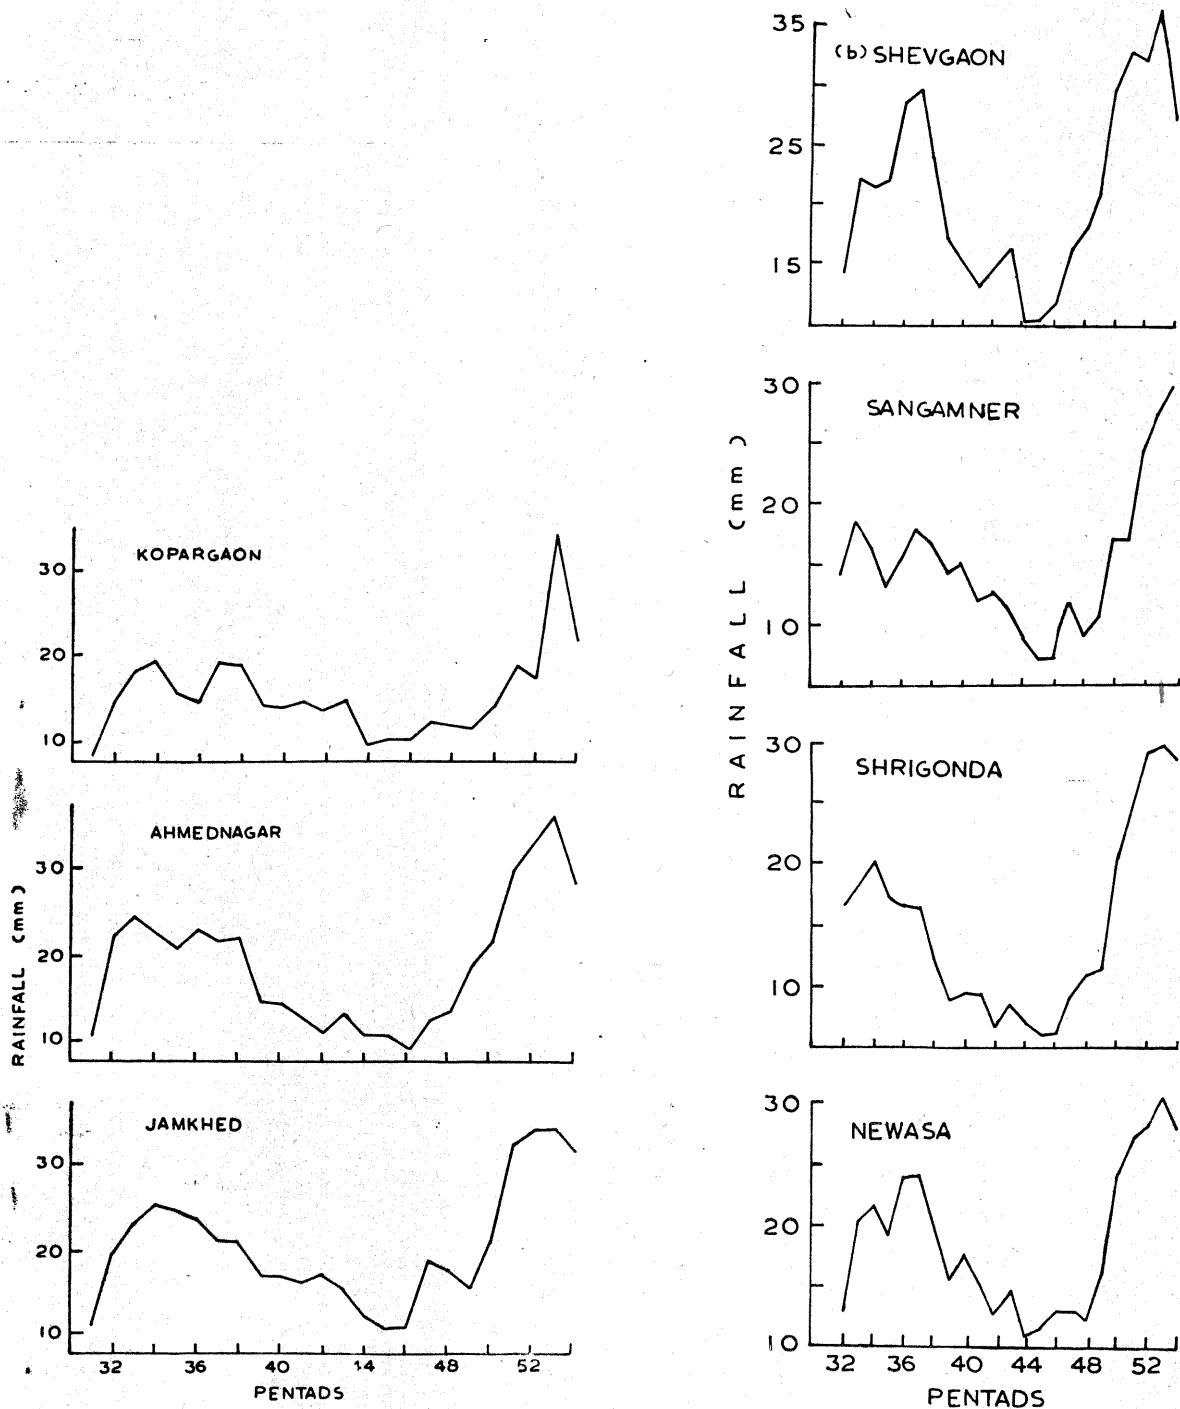 KOPARGAON
30
20
10
AHMEDNAGAR
30
20
10
RAINFALL (mm)
JAMKHED
30
20
10
32 36 40 14 48 52
PENTADS
(b) SHEVGAON
35
25
15
SANGAMNER
30
20
10
RAINFALL (mm)
SHRIGONDA
30
20
10
NEWASA
30
20
10
32 36 40 44 48 52
PENTADS